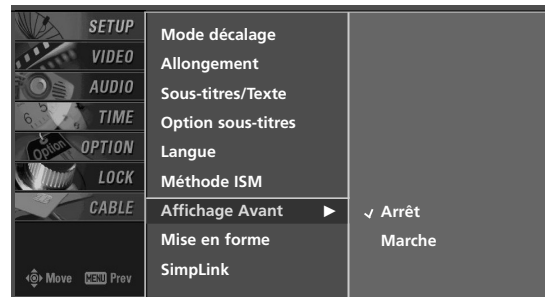 SETUP
VIDEO
AUDIO
TIME
OPTION
LOCK
CABLE
Move MENU Prev
Mode décalage
Allongement
Sous-titres/Texte
Option sous-titres
Langue
Méthode ISM
Affichage Avant ►
Mise en forme
SimpLink
✓ Arrêt
Marche